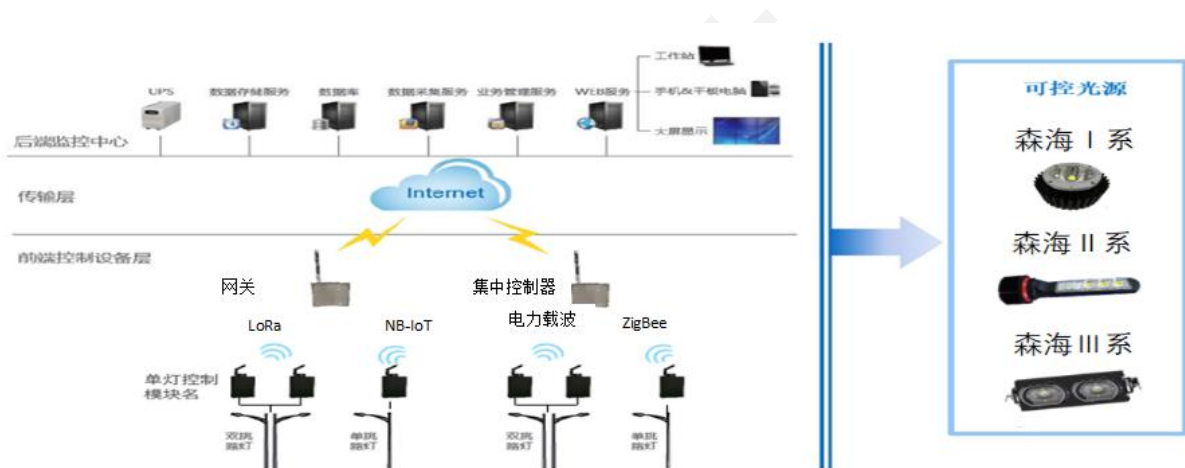 工作站
可控光源
UPS
数据存储服务
数据库
数据采集服务
业务管理服务
WEB服务
手机&平板电脑
大屏显示
后端监控中心
森海Ⅰ系
传输层
Internet
前端控制设备层
森海Ⅱ系
网关
集中控制器
LoRa
NB-IoT
电力载波
ZigBee
森海Ⅲ系
单灯控制
模块名
双挑
路灯
单挑
路灯
双挑
路灯
单挑
路灯